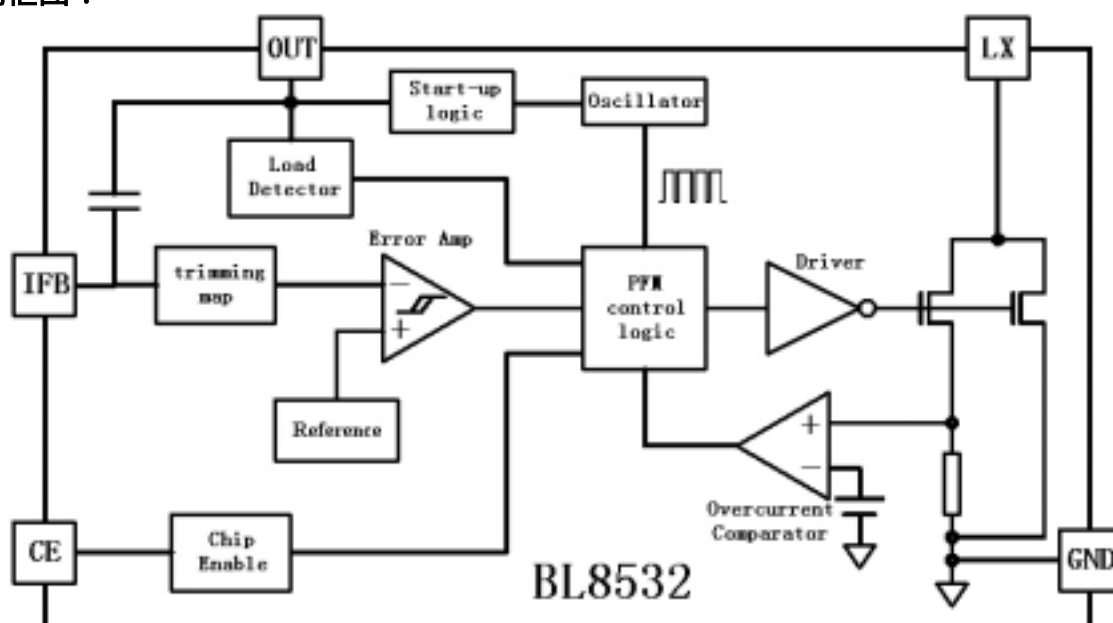 OUT
LX
Start-up
logic
Oscillator
Load
Detector
Error Amp
IFB
trimming
map
−
+
PFM
control
logic
Driver
Reference
+
−
Overcurrent
Comparator
CE
Chip
Enable
BL8532
GND